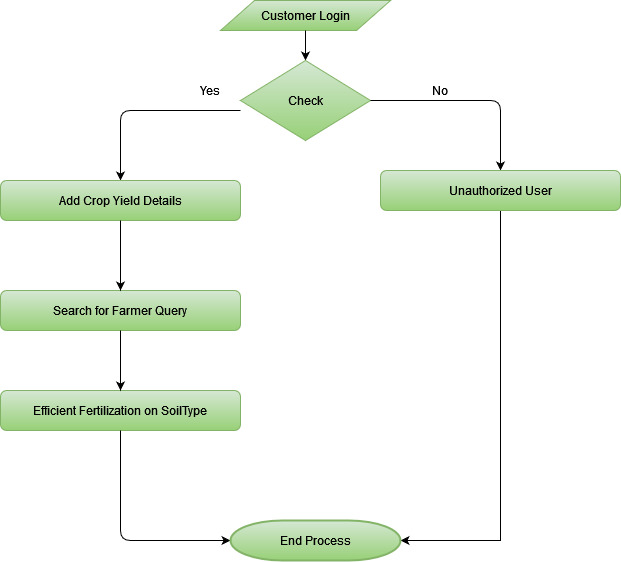 Customer Login
Check
Yes
No
Add Crop Yield Details
Unauthorized User
Search for Farmer Query
Efficient Fertilization on SoilType
End Process